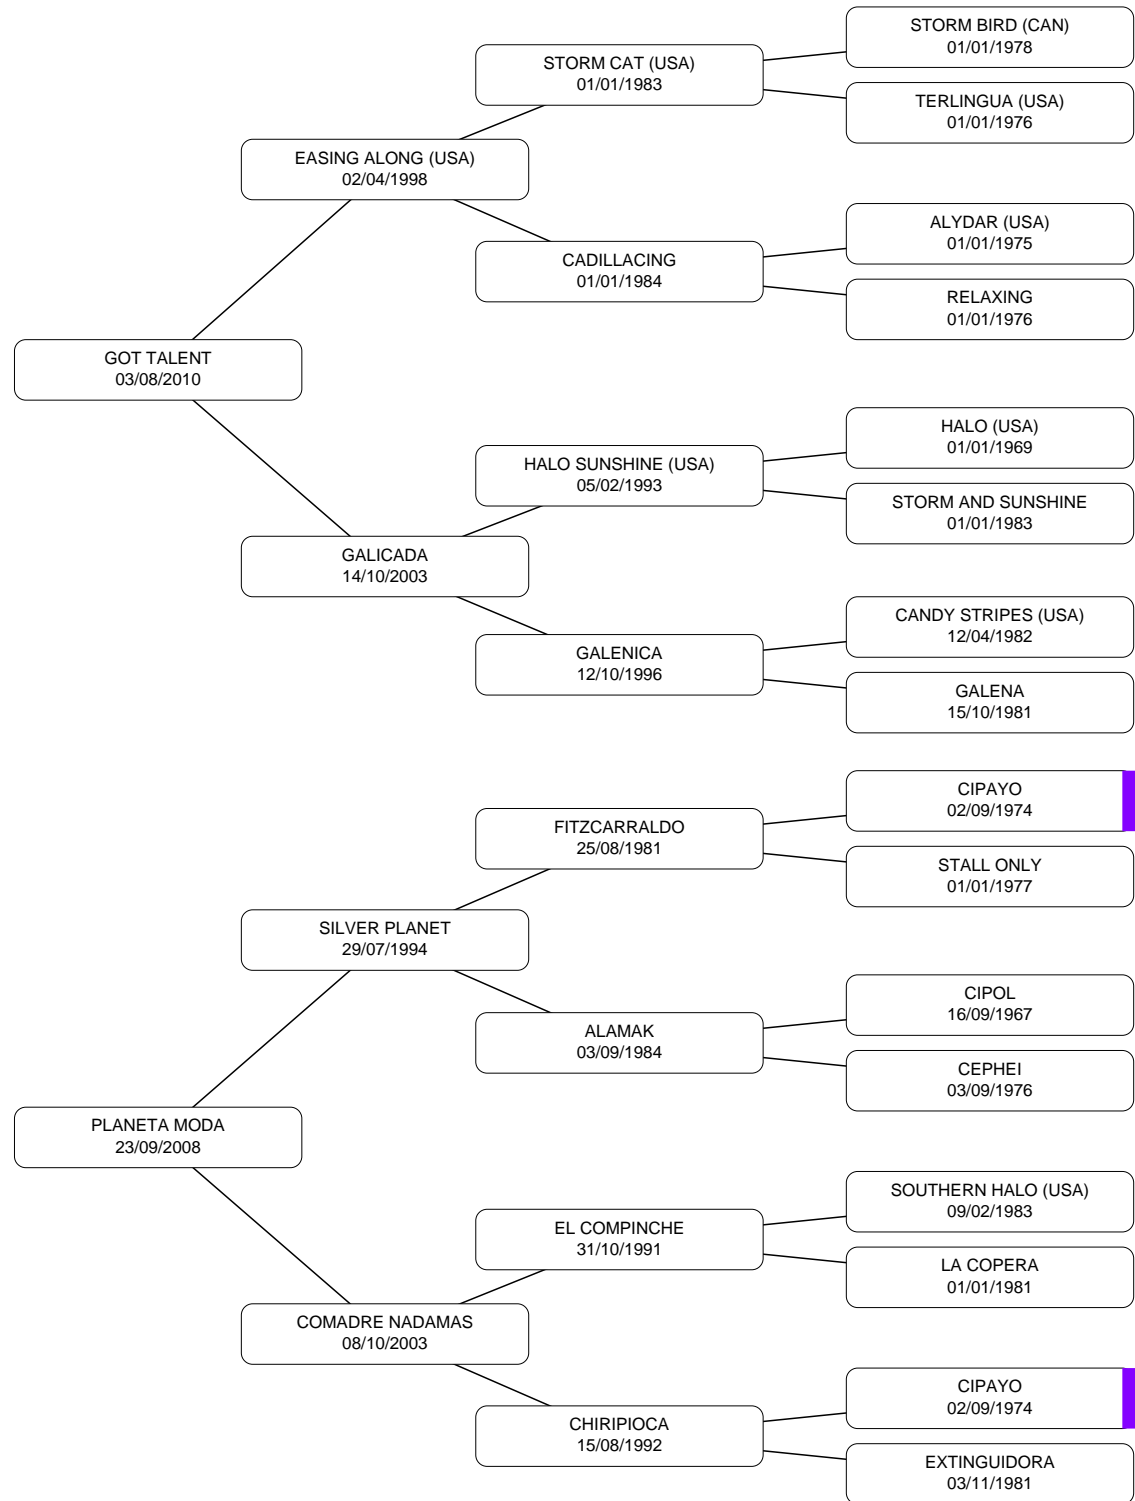 STORM BIRD (CAN)
01/01/1978
STORM CAT (USA)
01/01/1983
TERLINGUA (USA)
01/01/1976
EASING ALONG (USA)
02/04/1998
ALYDAR (USA)
01/01/1975
CADILLACING
01/01/1984
RELAXING
01/01/1976
GOT TALENT
03/08/2010
HALO (USA)
01/01/1969
HALO SUNSHINE (USA)
05/02/1993
STORM AND SUNSHINE
01/01/1983
GALICADA
14/10/2003
CANDY STRIPES (USA)
12/04/1982
GALENICA
12/10/1996
GALENA
15/10/1981
CIPAYO
02/09/1974
FITZCARRALDO
25/08/1981
STALL ONLY
01/01/1977
SILVER PLANET
29/07/1994
CIPOL
16/09/1967
ALAMAK
03/09/1984
CEPHEI
03/09/1976
PLANETA MODA
23/09/2008
SOUTHERN HALO (USA)
09/02/1983
EL COMPINCHE
31/10/1991
LA COPERA
01/01/1981
COMADRE NADAMAS
08/10/2003
CIPAYO
02/09/1974
CHIRIPIOCA
15/08/1992
EXTINGUIDORA
03/11/1981